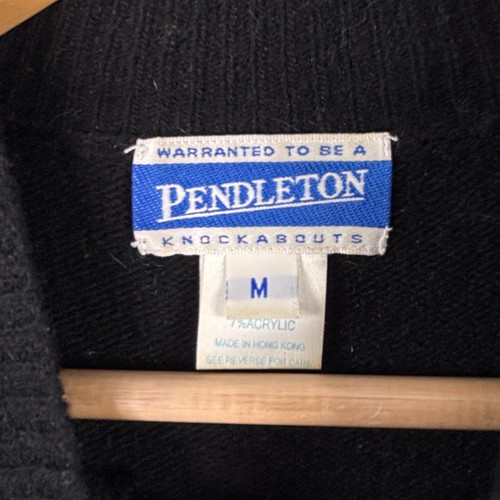 WARRANTED TO BE A
PENDLETON
KNOCKABOUTS
M
7%ACRYLIC
MADE IN HONG KONG
SEE REVERSE FOR CARE